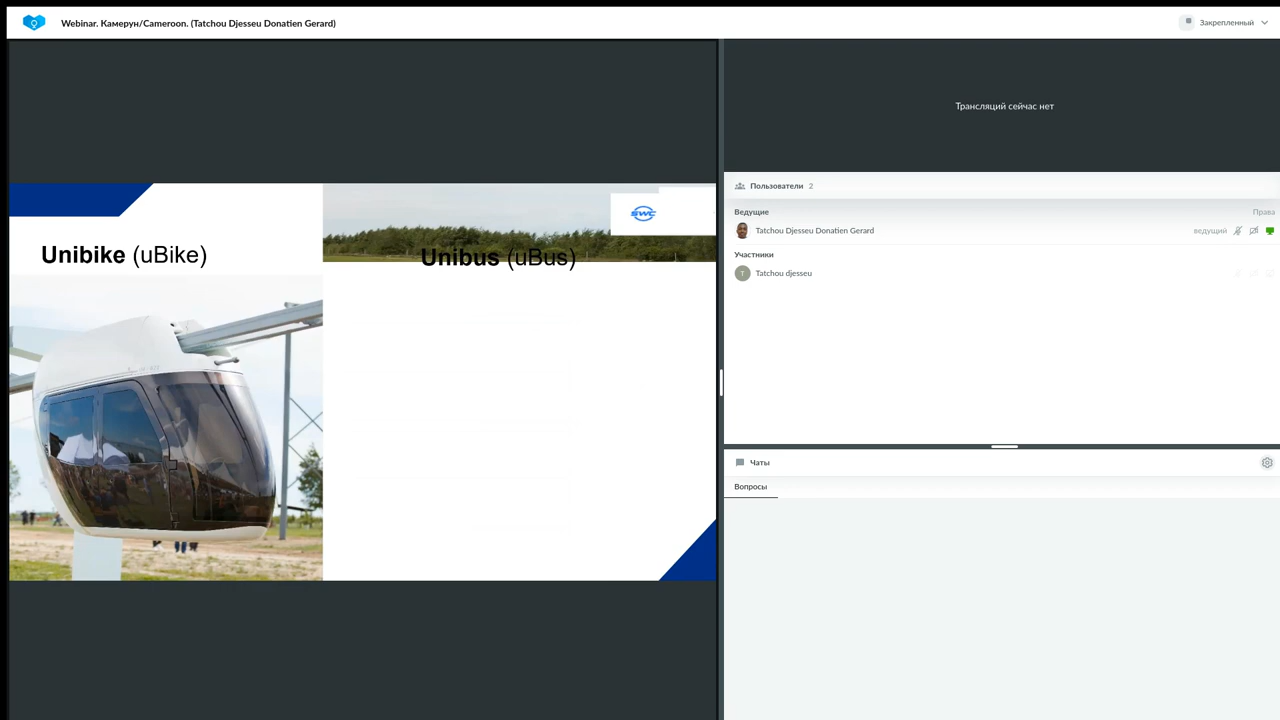 Webinar. Камерун/Cameroon. (Tatchou Djesseu Donatien Gerard)
Закрепленный
Unibike (uBike)
SWC
Unibus (uBus)
Трансляций сейчас нет
Пользователи 2
Ведущие Права
Tatchou Djesseu Donatien Gerard ведущий
Участники
T Tatchou djesseu
Чаты
Вопросы